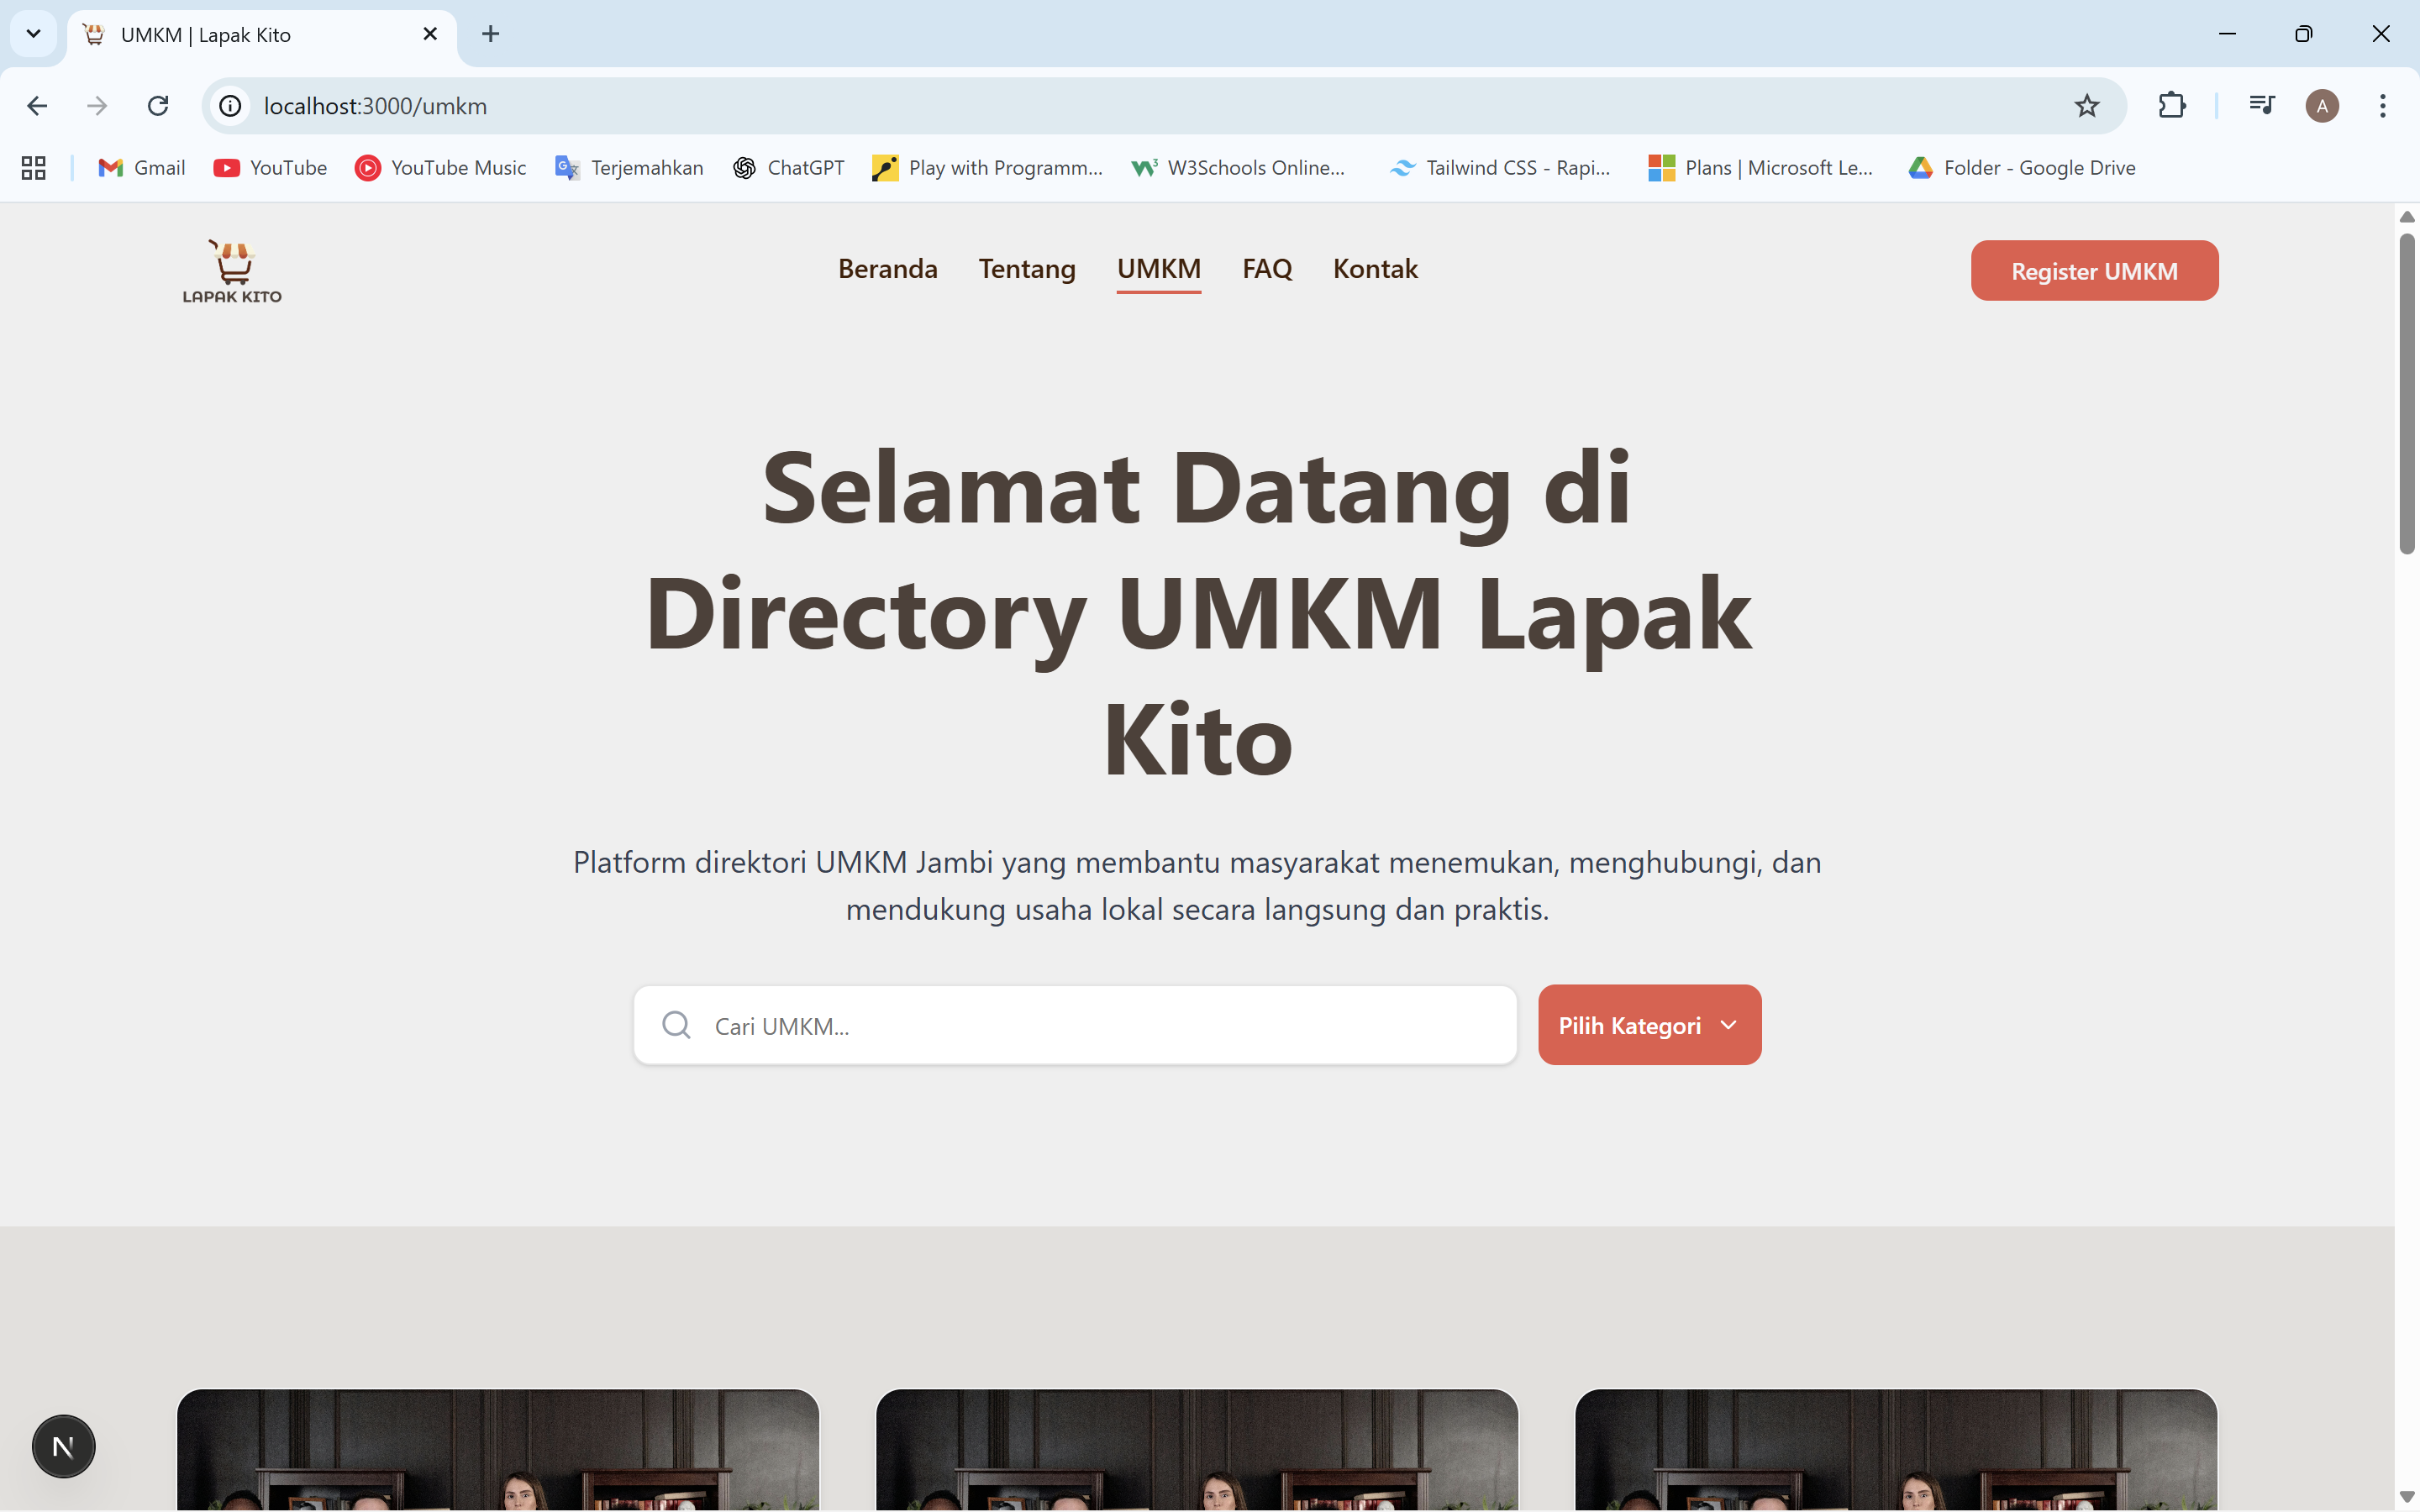 UMKM | Lapak Kito
localhost:3000/umkm
A
Gmail
YouTube
YouTube Music
Terjemahkan
ChatGPT
Play with Programm...
W3Schools Online...
Tailwind CSS - Rapi...
Plans | Microsoft Le...
Folder - Google Drive
LAPAK KITO
Beranda
Tentang
UMKM
FAQ
Kontak
Register UMKM
Selamat Datang di
Directory UMKM Lapak
Kito
Platform direktori UMKM Jambi yang membantu masyarakat menemukan, menghubungi, dan
mendukung usaha lokal secara langsung dan praktis.
Cari UMKM...
Pilih Kategori
N